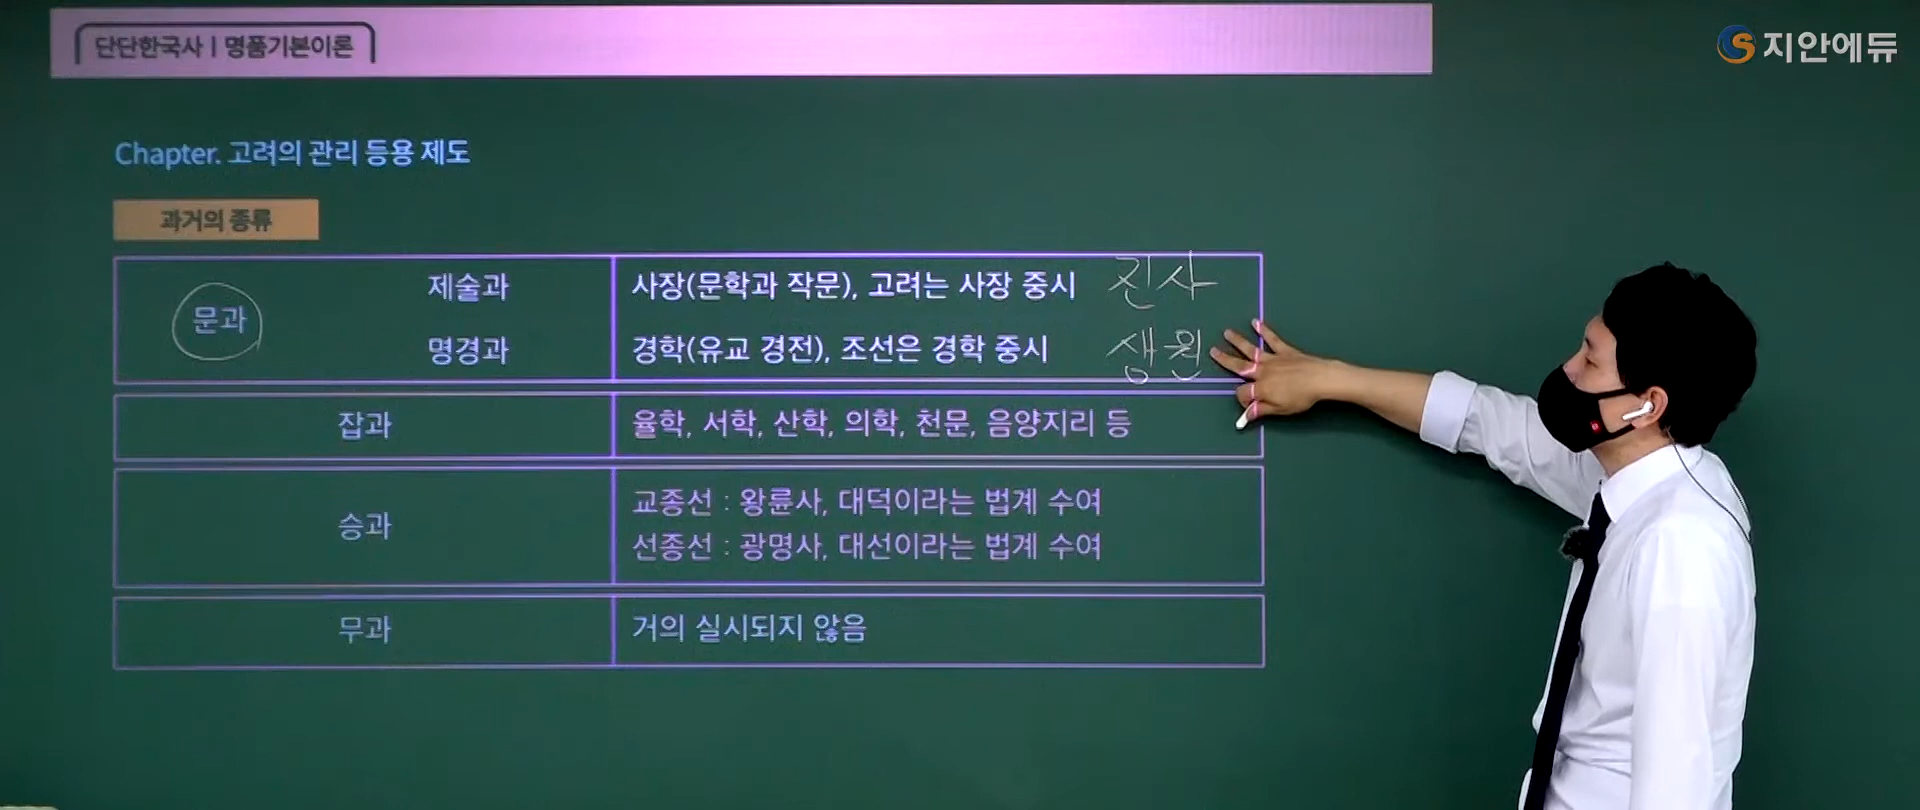 단단한국사 | 명품기본이론
지안에듀
Chapter. 고려의 관리 등용 제도
과거의 종류
문과
제술과
사장(문학과 작문), 고려는 사장 중시
진사
명경과
경학(유교 경전), 조선은 경학 중시
생원
잡과
율학, 서학, 산학, 의학, 천문, 음양지리 등
승과
교종선 : 왕륜사, 대덕이라는 법계 수여
선종선 : 광명사, 대선이라는 법계 수여
무과
거의 실시되지 않음